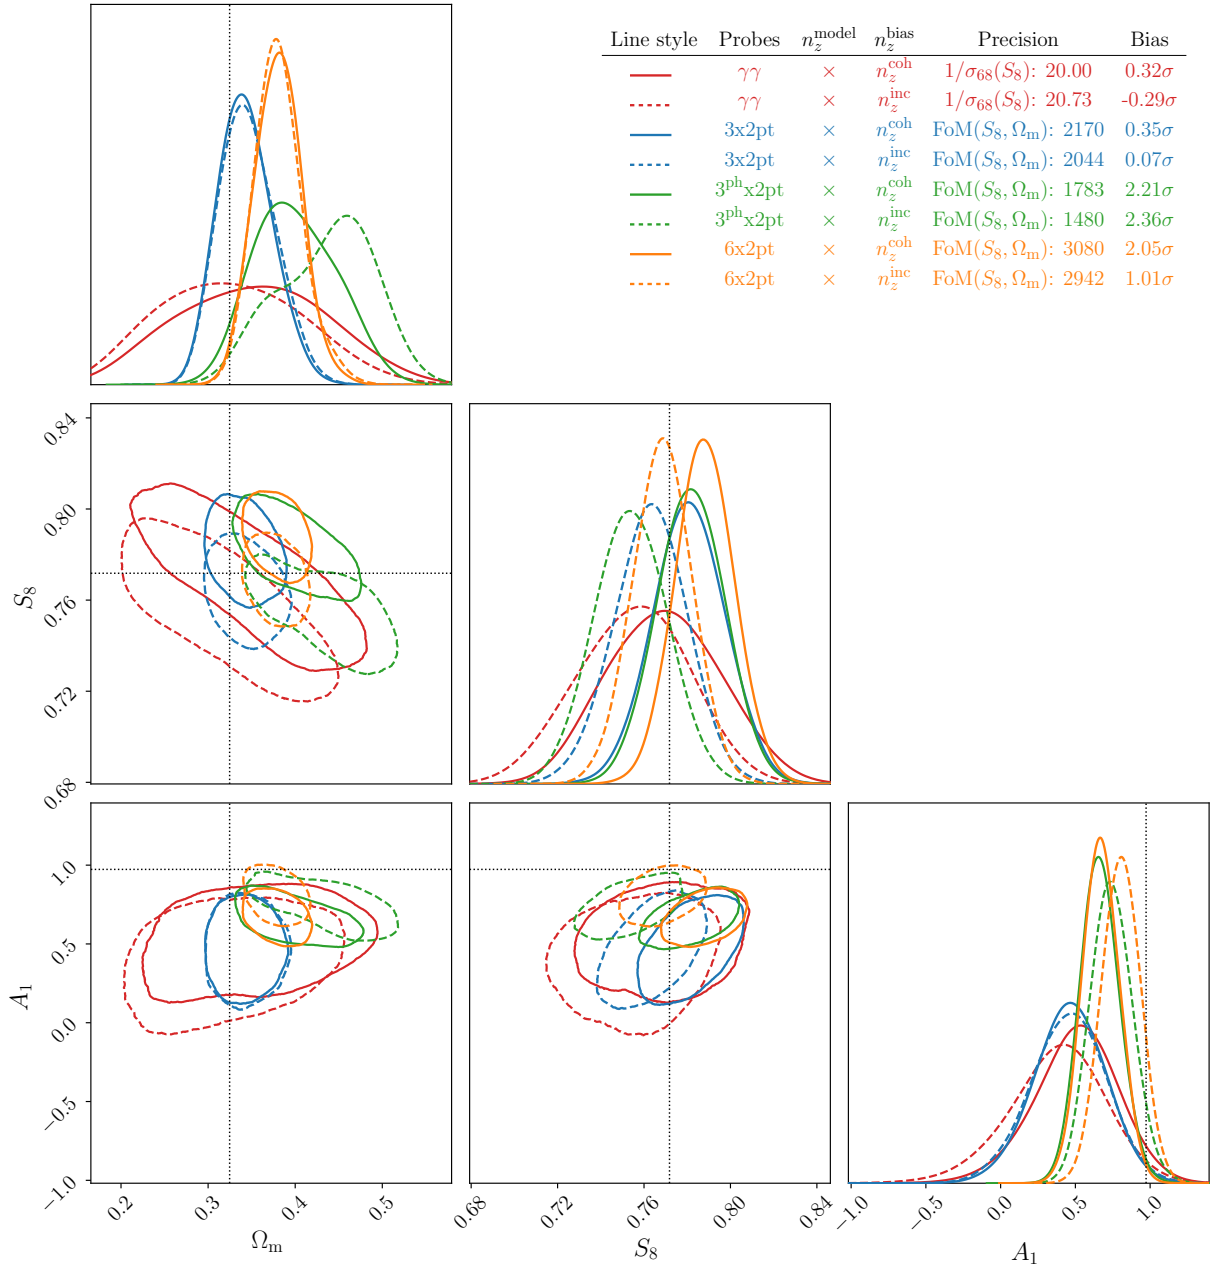 Line style Probes n_z^model n_z^bias Precision Bias
γγ × n_z^coh 1/σ68(S8): 20.00 0.32σ
γγ × n_z^inc 1/σ68(S8): 20.73 -0.29σ
3x2pt × n_z^coh FoM(S8, Ωm): 2170 0.35σ
3x2pt × n_z^inc FoM(S8, Ωm): 2044 0.07σ
3^ph x2pt × n_z^coh FoM(S8, Ωm): 1783 2.21σ
3^ph x2pt × n_z^inc FoM(S8, Ωm): 1480 2.36σ
6x2pt × n_z^coh FoM(S8, Ωm): 3080 2.05σ
6x2pt × n_z^inc FoM(S8, Ωm): 2942 1.01σ
S8
0.84
0.80
0.76
0.72
0.68
A1
1.0
0.5
0.0
−0.5
−1.0
0.2 0.3 0.4 0.5
Ωm
0.68 0.72 0.76 0.80 0.84
S8
−1.0 −0.5 0.0 0.5 1.0
A1